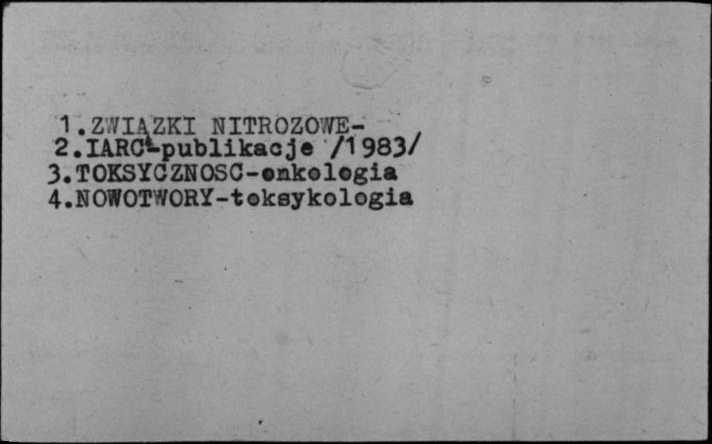 1.ZWIĄZKI NITROZOWE-
2.IARC-publikacje /1983/
3.TOKSYCZNOSC-onkologia
4.NOWOTWORY-toksykologia